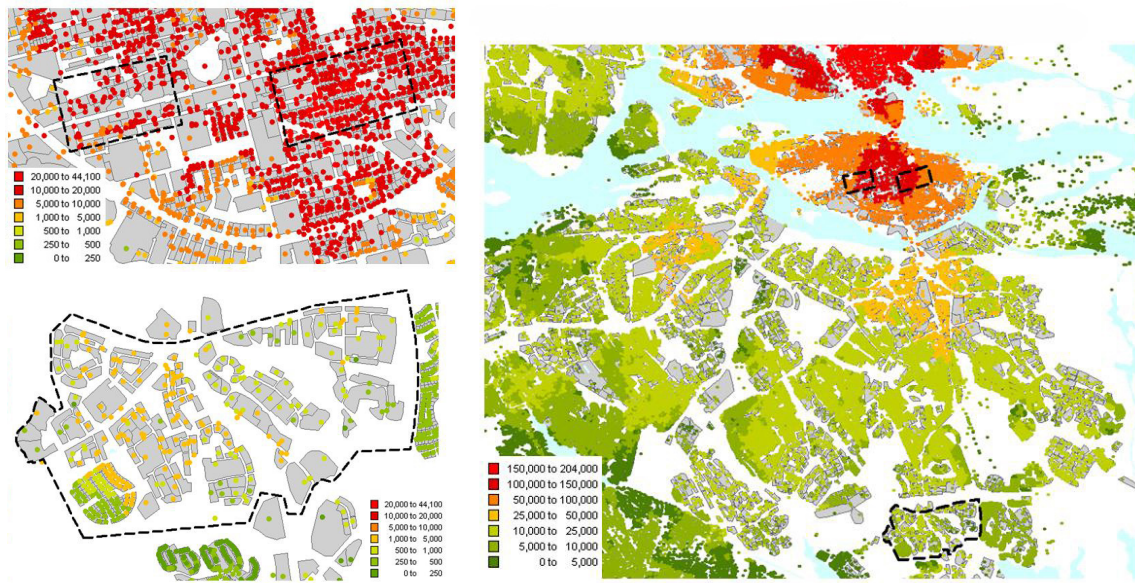 20,000 to 44,100
10,000 to 20,000
5,000 to 10,000
1,000 to 5,000
500 to 1,000
250 to 500
0 to 250
20,000 to 44,100
10,000 to 20,000
5,000 to 10,000
1,000 to 5,000
500 to 1,000
250 to 500
0 to 250
150,000 to 204,000
100,000 to 150,000
50,000 to 100,000
25,000 to 50,000
10,000 to 25,000
5,000 to 10,000
0 to 5,000